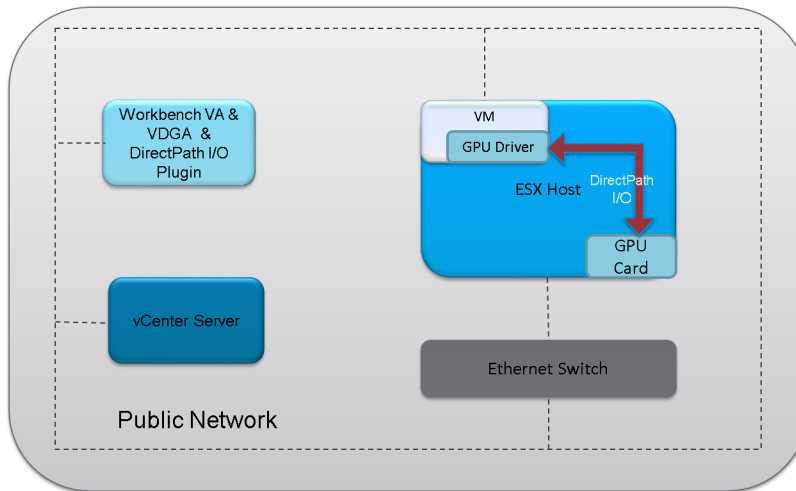 Workbench VA &
VDGA &
DirectPath I/O
Plugin
VM
GPU Driver
ESX Host
DirectPath
I/O
GPU
Card
vCenter Server
Ethernet Switch
Public Network